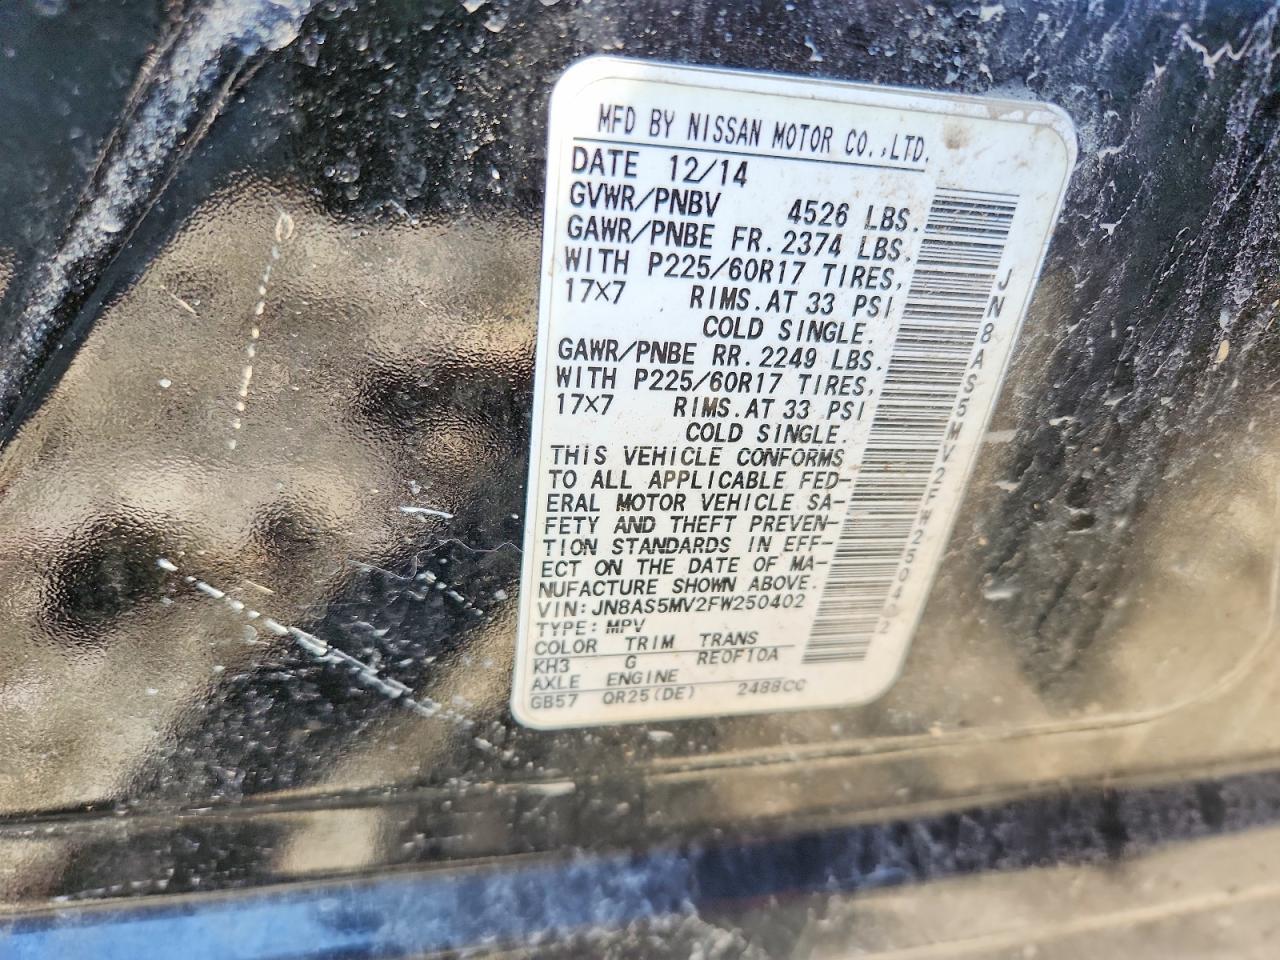 MFD BY NISSAN MOTOR CO.,LTD.
DATE 12/14
GVWR/PNBV 4526 LBS.
GAWR/PNBE FR. 2374 LBS.
WITH P225/60R17 TIRES,
17X7 RIMS.AT 33 PSI
COLD SINGLE.
GAWR/PNBE RR. 2249 LBS.
WITH P225/60R17 TIRES,
17X7 RIMS.AT 33 PSI
COLD SINGLE.
THIS VEHICLE CONFORMS
TO ALL APPLICABLE FED-
ERAL MOTOR VEHICLE SA-
FETY AND THEFT PREVEN-
TION STANDARDS IN EFF-
ECT ON THE DATE OF MA-
NUFACTURE SHOWN ABOVE.
VIN: JN8AS5MV2FW250402
TYPE: MPV
COLOR TRIM TRANS
KH3 G RE0F10A
AXLE ENGINE
GB57 QR25(DE) 2488CC
JN8AS5MV2FW250402